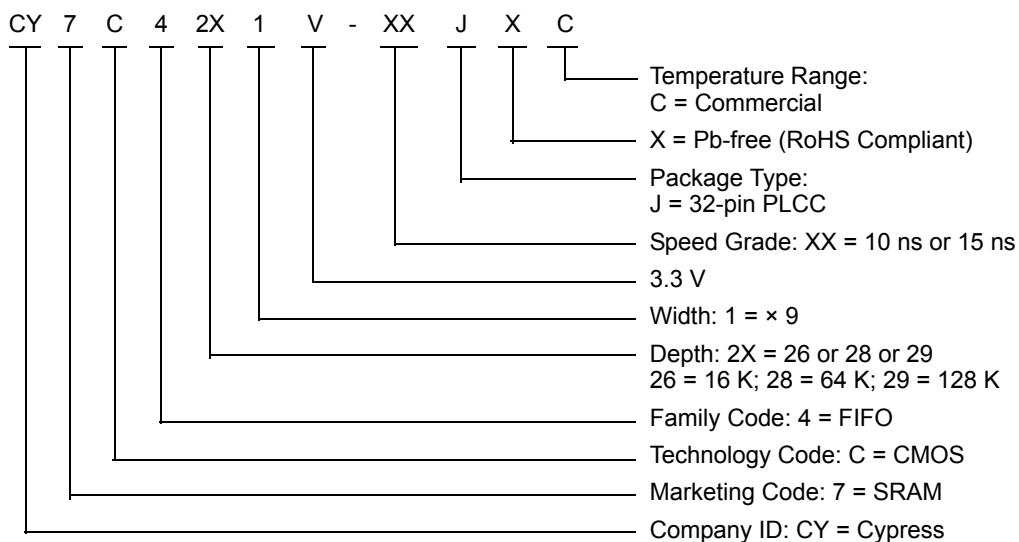 CY 7 C 4 2X 1 V - XX J X C
Temperature Range:
C = Commercial
X = Pb-free (RoHS Compliant)
Package Type:
J = 32-pin PLCC
Speed Grade: XX = 10 ns or 15 ns
3.3 V
Width: 1 = × 9
Depth: 2X = 26 or 28 or 29
26 = 16 K; 28 = 64 K; 29 = 128 K
Family Code: 4 = FIFO
Technology Code: C = CMOS
Marketing Code: 7 = SRAM
Company ID: CY = Cypress